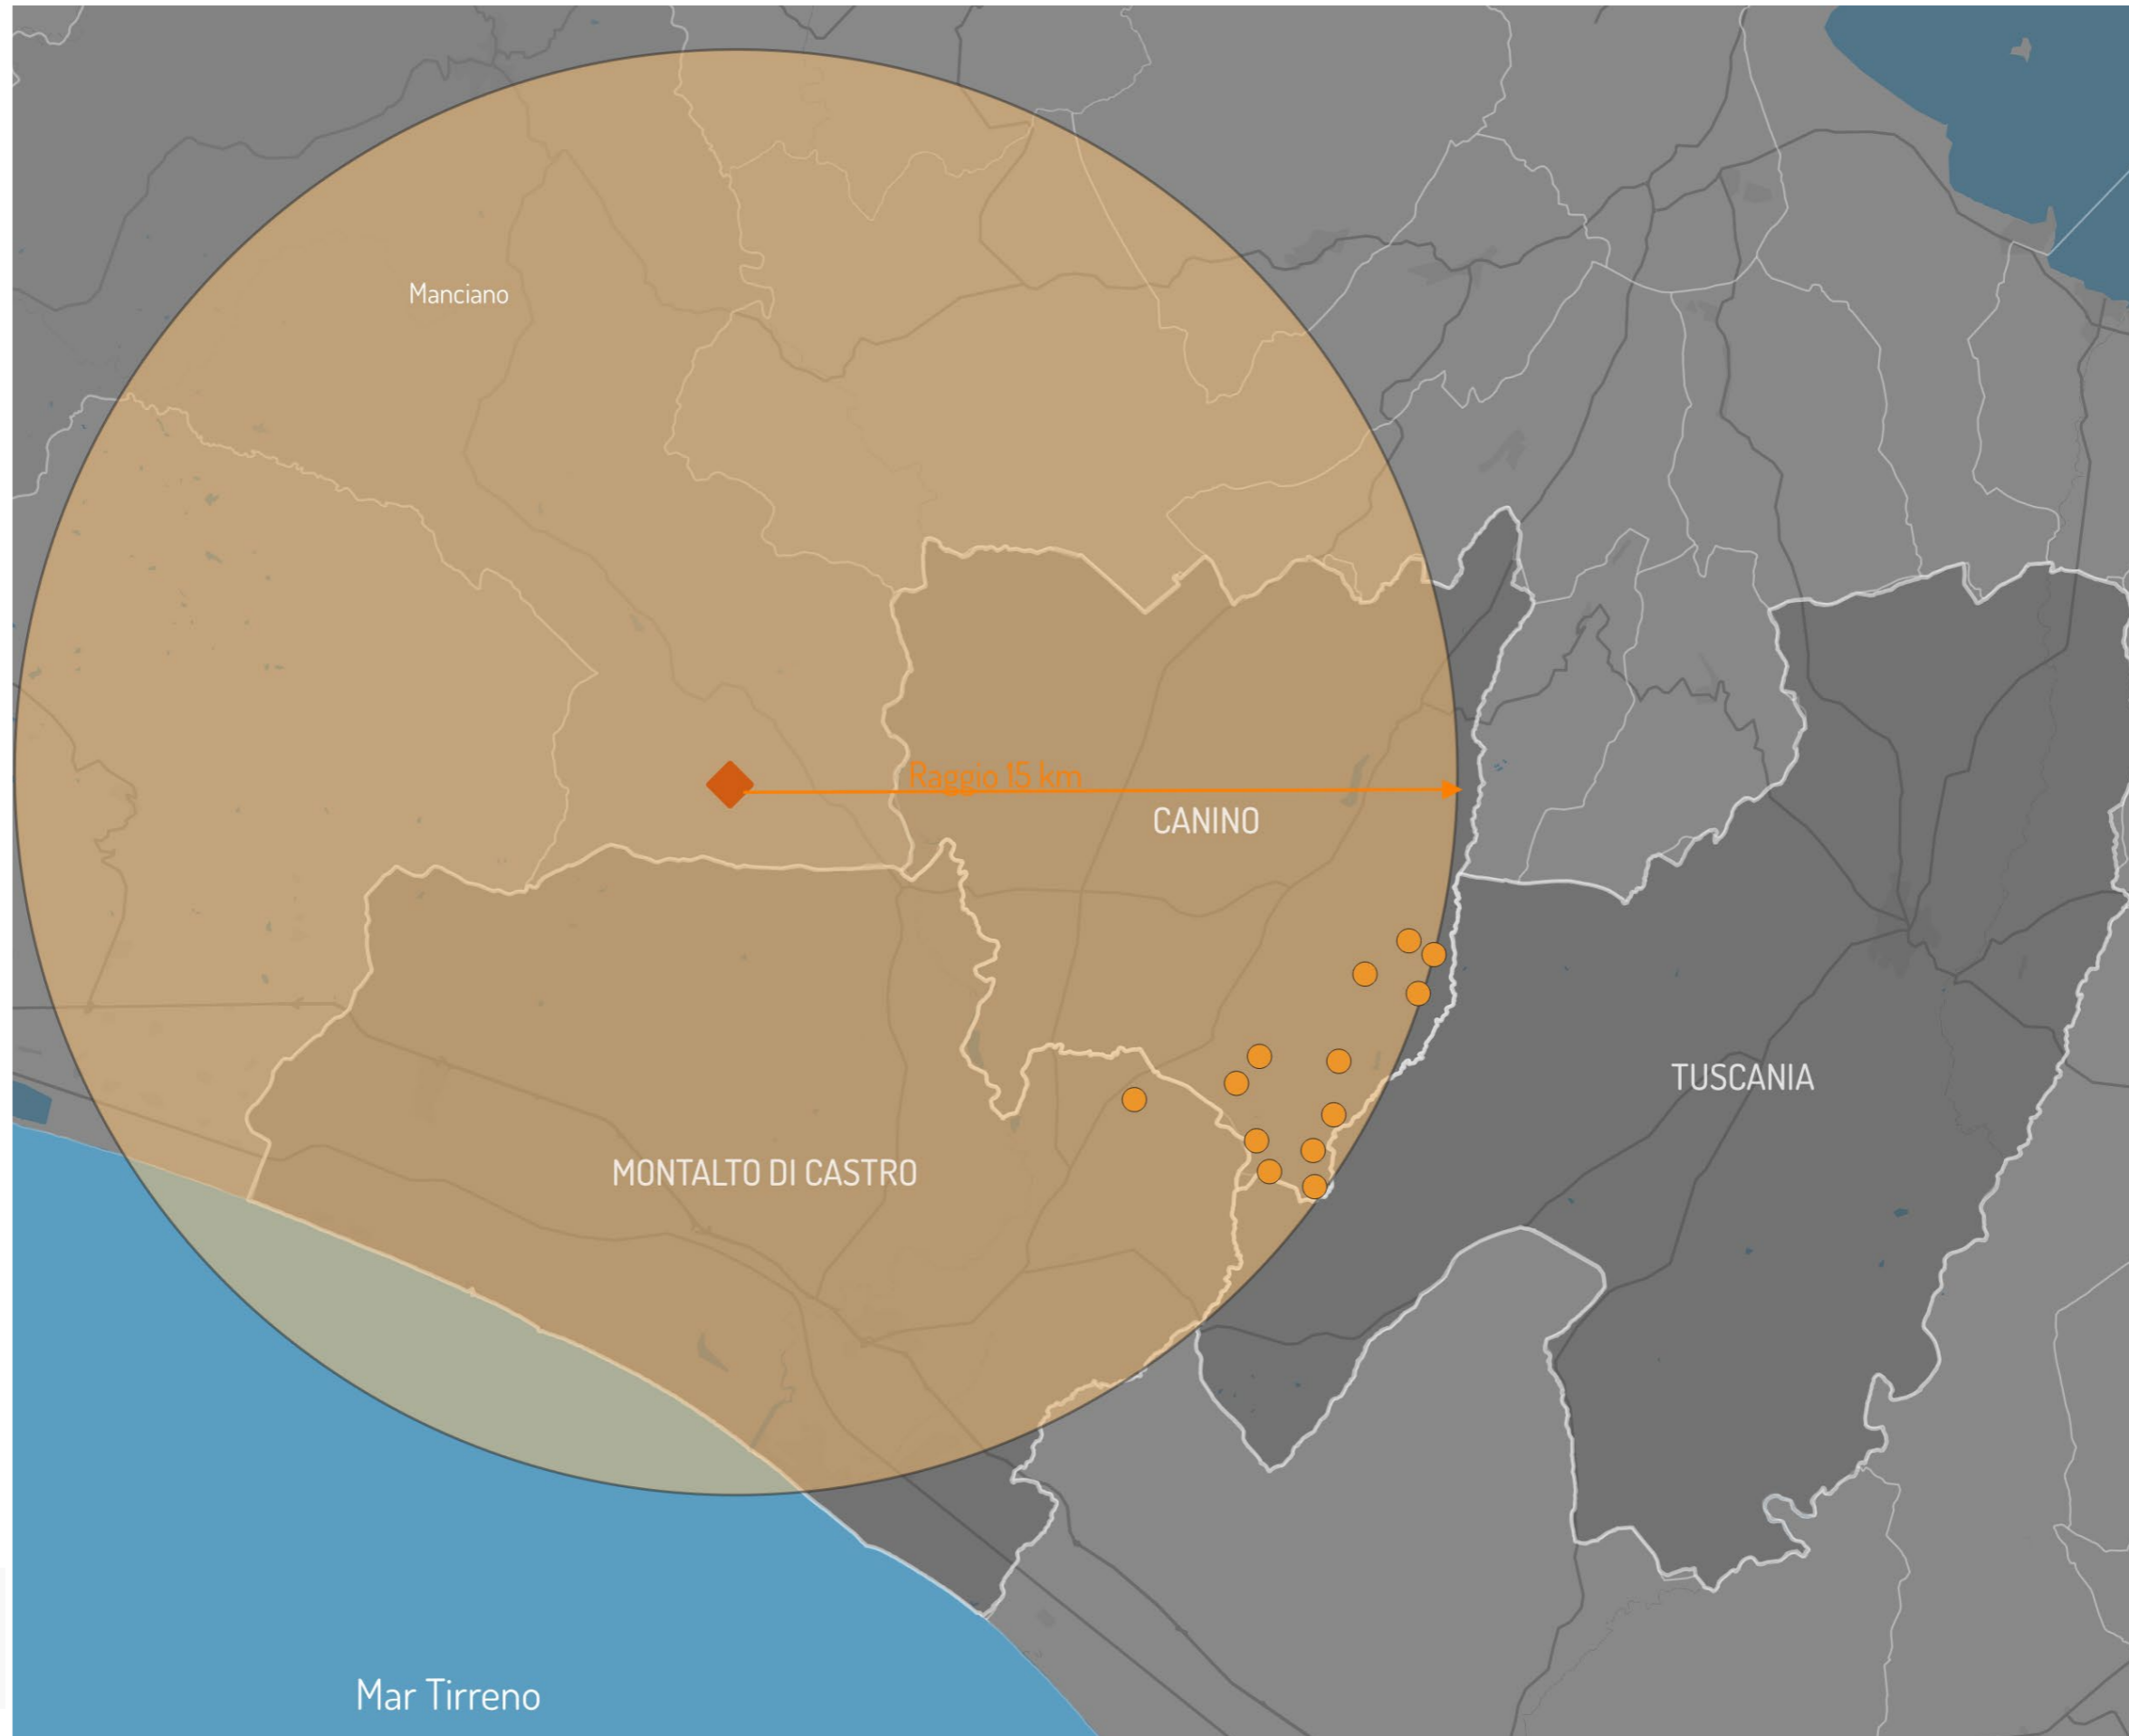 Manciano
Raggio 15 km
CANINO
TUSCANIA
MONTALTO DI CASTRO
Mar Tirreno